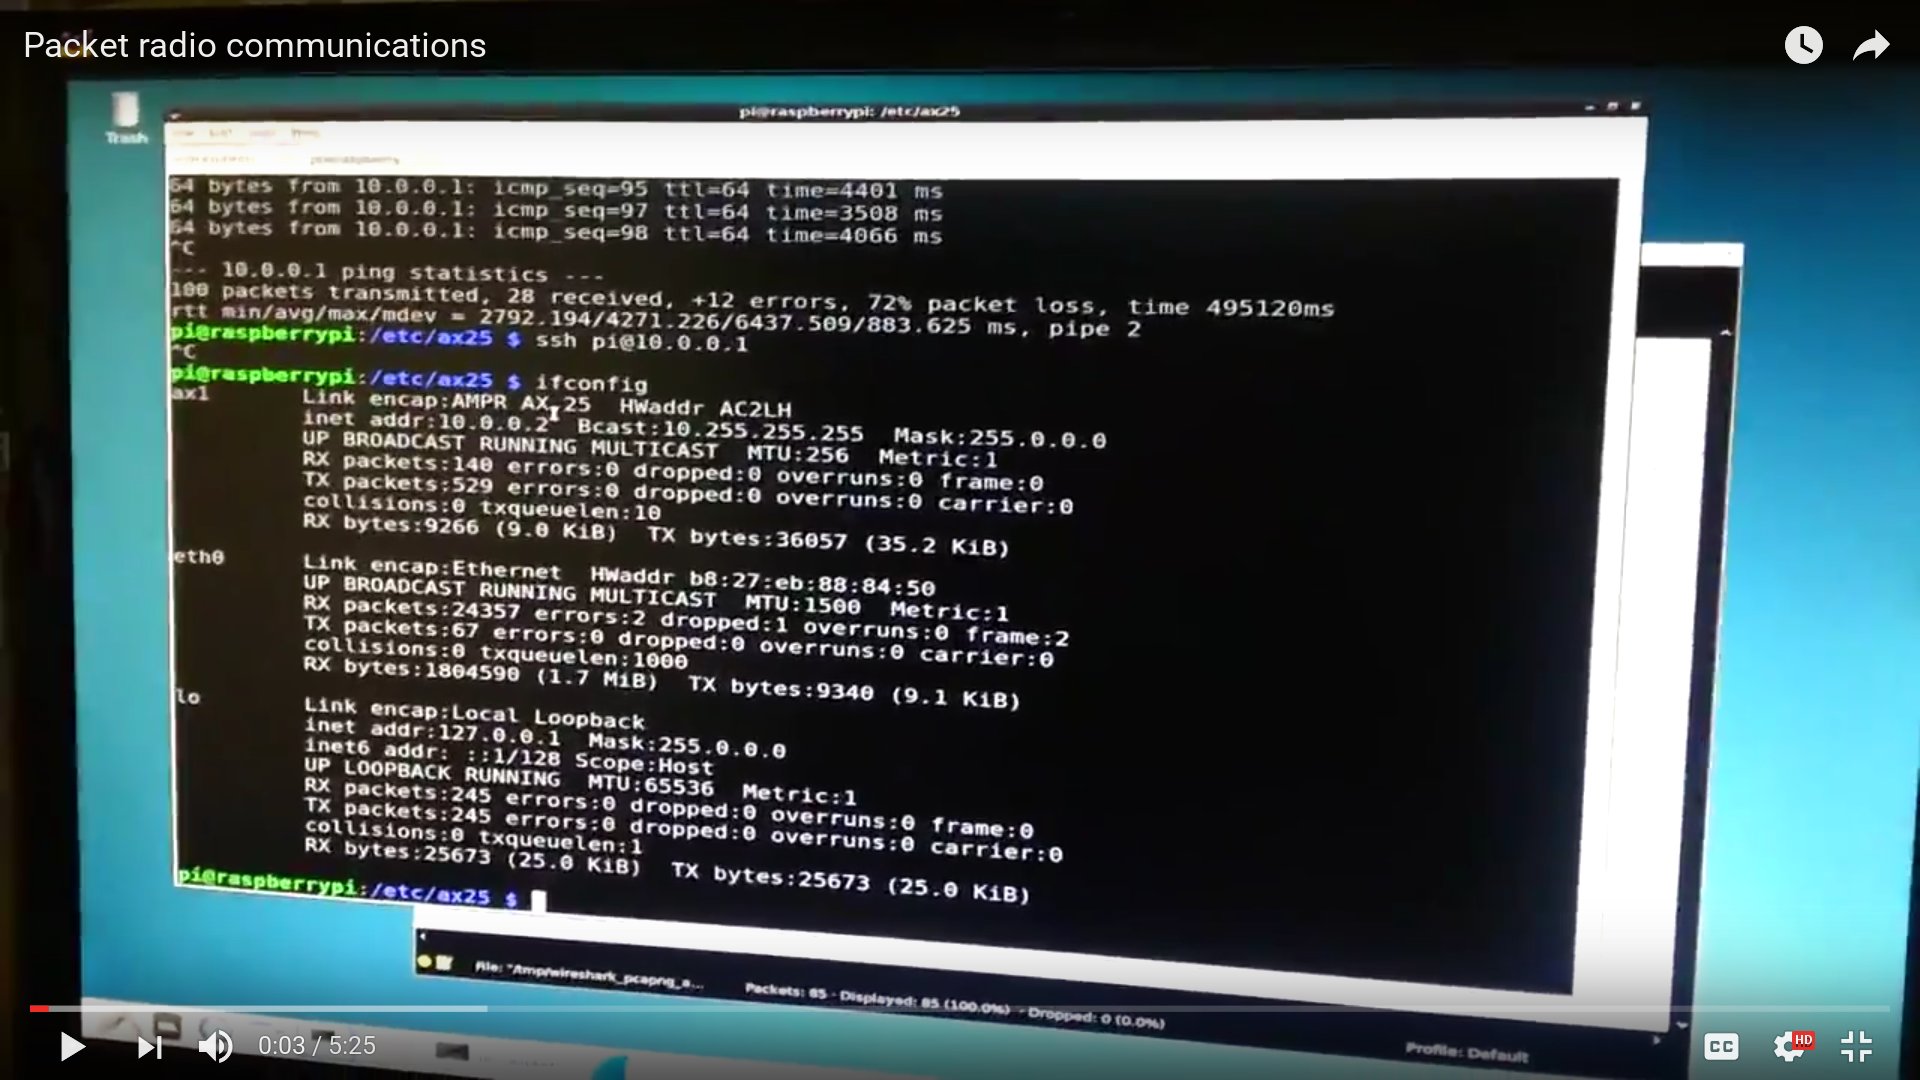 Packet radio communications
Trash
pi@raspberrypi: /etc/ax25
64 bytes from 10.0.0.1: icmp_seq=95 ttl=64 time=4401 ms
64 bytes from 10.0.0.1: icmp_seq=97 ttl=64 time=3508 ms
64 bytes from 10.0.0.1: icmp_seq=98 ttl=64 time=4066 ms
^C
--- 10.0.0.1 ping statistics ---
100 packets transmitted, 28 received, +12 errors, 72% packet loss, time 495120ms
rtt min/avg/max/mdev = 2792.194/4271.226/6437.509/883.625 ms, pipe 2
pi@raspberrypi:/etc/ax25 $ ssh pi@10.0.0.1
^C
pi@raspberrypi:/etc/ax25 $ ifconfig
ax1 Link encap:AMPR AX.25 HWaddr AC2LH
inet addr:10.0.0.2 Bcast:10.255.255.255 Mask:255.0.0.0
UP BROADCAST RUNNING MULTICAST MTU:256 Metric:1
RX packets:140 errors:0 dropped:0 overruns:0 frame:0
TX packets:529 errors:0 dropped:0 overruns:0 carrier:0
collisions:0 txqueuelen:10
RX bytes:9266 (9.0 KiB) TX bytes:36057 (35.2 KiB)
eth0 Link encap:Ethernet HWaddr b8:27:eb:88:84:50
UP BROADCAST RUNNING MULTICAST MTU:1500 Metric:1
RX packets:24357 errors:2 dropped:1 overruns:0 frame:2
TX packets:67 errors:0 dropped:0 overruns:0 carrier:0
collisions:0 txqueuelen:1000
RX bytes:1804590 (1.7 MiB) TX bytes:9340 (9.1 KiB)
lo Link encap:Local Loopback
inet addr:127.0.0.1 Mask:255.0.0.0
inet6 addr: ::1/128 Scope:Host
UP LOOPBACK RUNNING MTU:65536 Metric:1
RX packets:245 errors:0 dropped:0 overruns:0 frame:0
TX packets:245 errors:0 dropped:0 overruns:0 carrier:0
collisions:0 txqueuelen:1
RX bytes:25673 (25.0 KiB) TX bytes:25673 (25.0 KiB)
pi@raspberrypi:/etc/ax25 $
File: "/tmp/wireshark_pcapng_a... Packets: 85 · Displayed: 85 (100.0%) · Dropped: 0 (0.0%)
Profile: Default
0:03 / 5:25
CC
HD